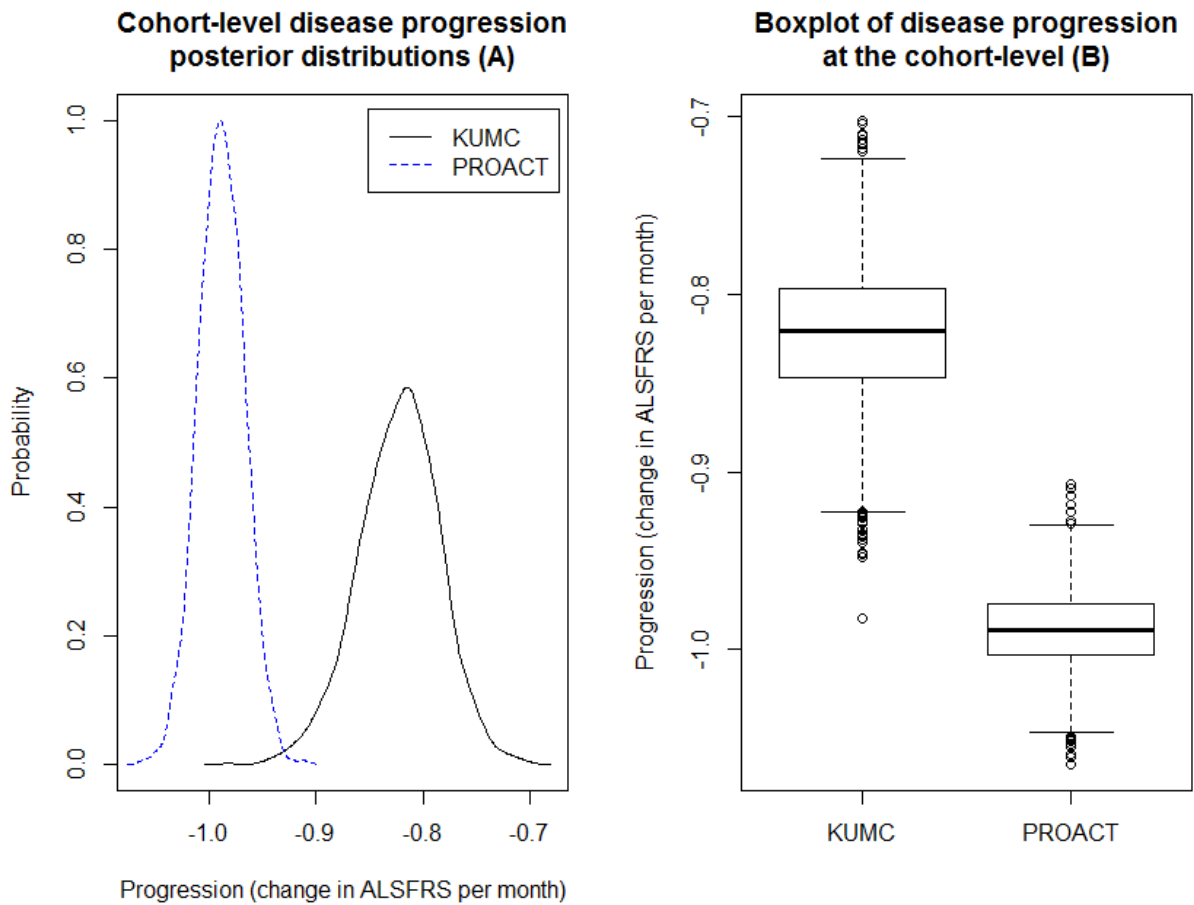 Cohort-level disease progression
posterior distributions (A)
KUMC
PROACT
Probability
1.0
0.8
0.6
0.4
0.2
0.0
-1.0 -0.9 -0.8 -0.7
Progression (change in ALSFRS per month)
Boxplot of disease progression
at the cohort-level (B)
Progression (change in ALSFRS per month)
-0.7
-0.8
-0.9
-1.0
KUMC PROACT